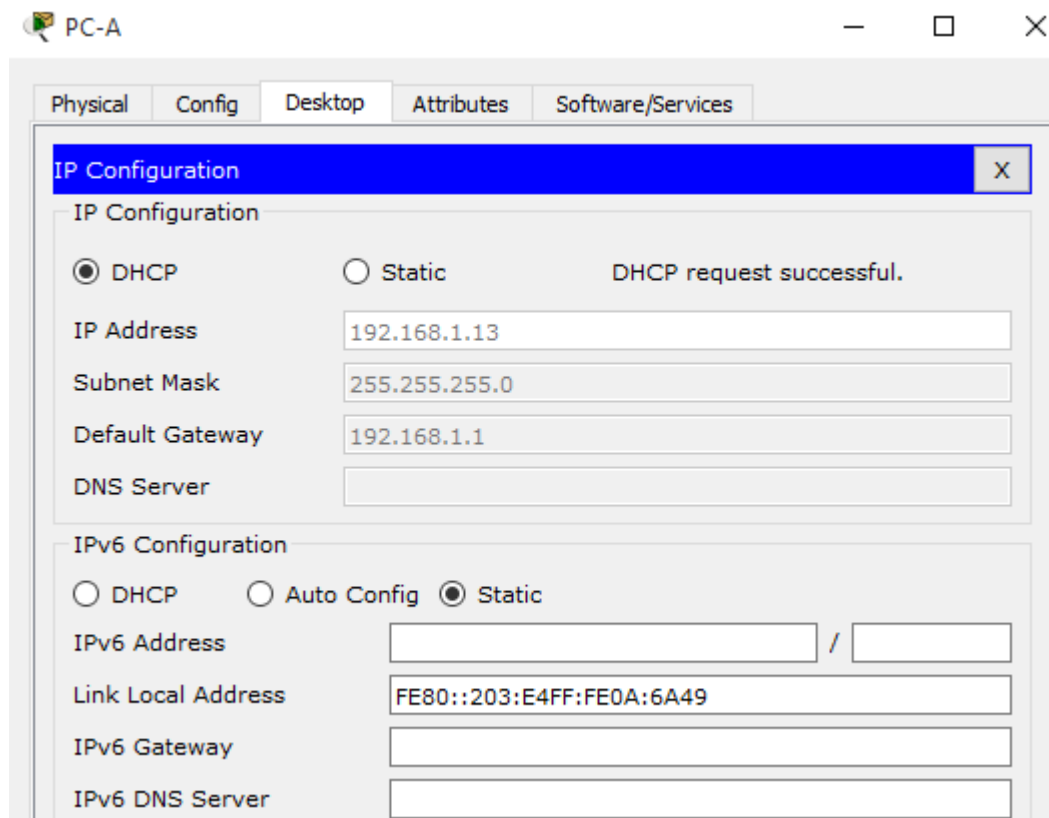 PC-A
Physical Config Desktop Attributes Software/Services
IP Configuration X
IP Configuration
DHCP Static DHCP request successful.
IP Address 192.168.1.13
Subnet Mask 255.255.255.0
Default Gateway 192.168.1.1
DNS Server
IPv6 Configuration
DHCP Auto Config Static
IPv6 Address /
Link Local Address FE80::203:E4FF:FE0A:6A49
IPv6 Gateway
IPv6 DNS Server